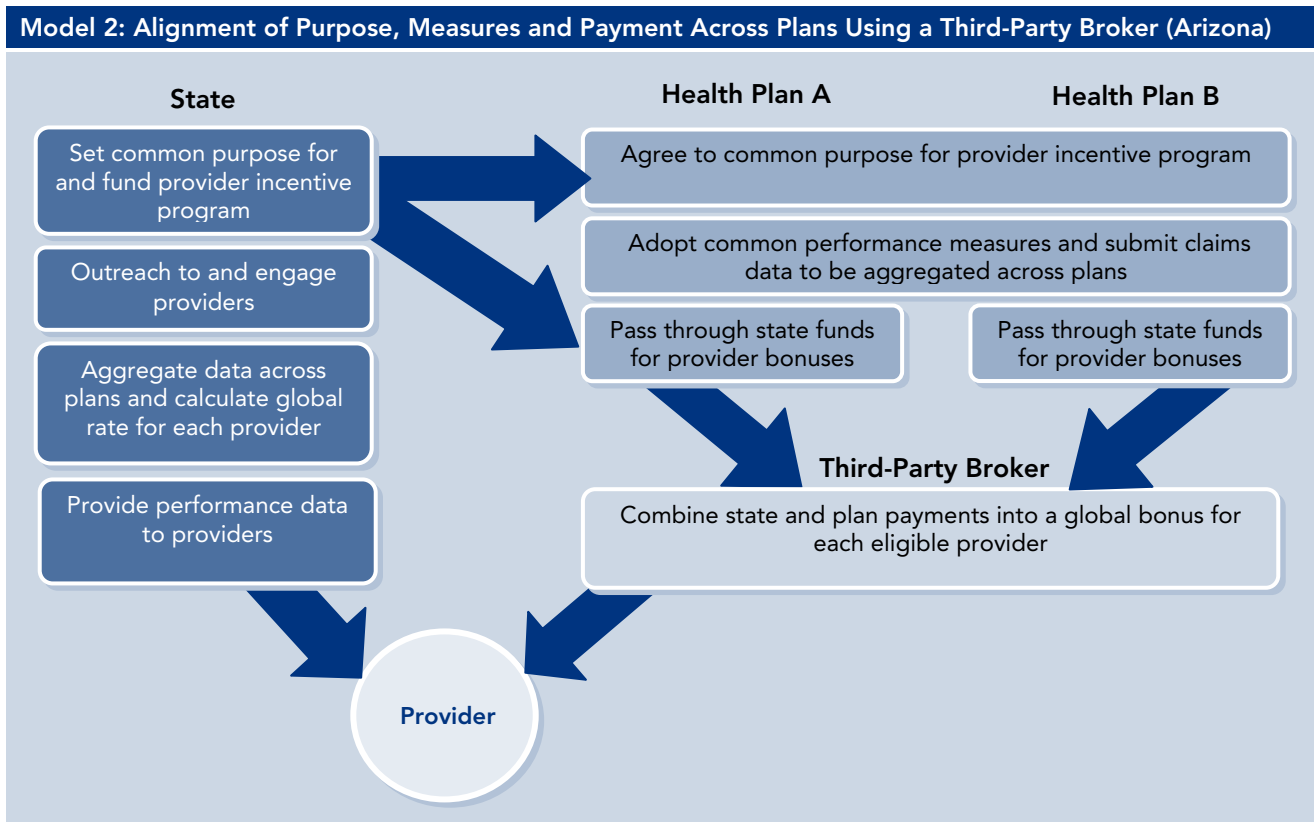 Model 2: Alignment of Purpose, Measures and Payment Across Plans Using a Third-Party Broker (Arizona)
State
Set common purpose for
and fund provider incentive
program
Outreach to and engage
providers
Aggregate data across
plans and calculate global
rate for each provider
Provide performance data
to providers
Health Plan A
Health Plan B
Agree to common purpose for provider incentive program
Adopt common performance measures and submit claims
data to be aggregated across plans
Pass through state funds
for provider bonuses
Pass through state funds
for provider bonuses
Third-Party Broker
Combine state and plan payments into a global bonus for
each eligible provider
Provider